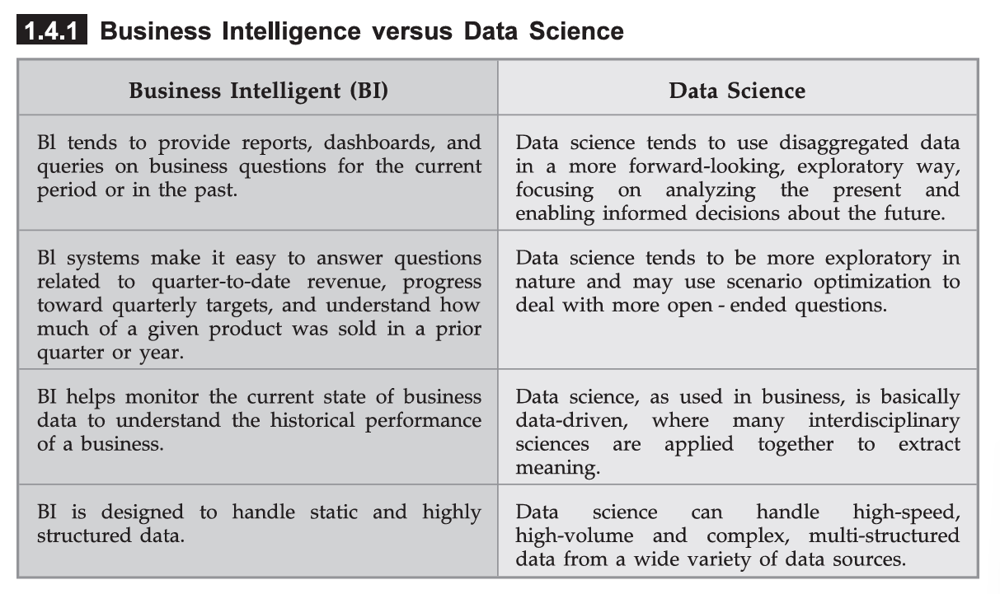 1.4.1 Business Intelligence versus Data Science
Business Intelligent (BI)
Data Science
Bl tends to provide reports, dashboards, and
queries on business questions for the current
period or in the past.
Data science tends to use disaggregated data
in a more forward-looking, exploratory way,
focusing on analyzing the present and
enabling informed decisions about the future.
Bl systems make it easy to answer questions
related to quarter-to-date revenue, progress
toward quarterly targets, and understand how
much of a given product was sold in a prior
quarter or year.
Data science tends to be more exploratory in
nature and may use scenario optimization to
deal with more open - ended questions.
BI helps monitor the current state of business
data to understand the historical performance
of a business.
Data science, as used in business, is basically
data-driven, where many interdisciplinary
sciences are applied together to extract
meaning.
BI is designed to handle static and highly
structured data.
Data science can handle high-speed,
high-volume and complex, multi-structured
data from a wide variety of data sources.